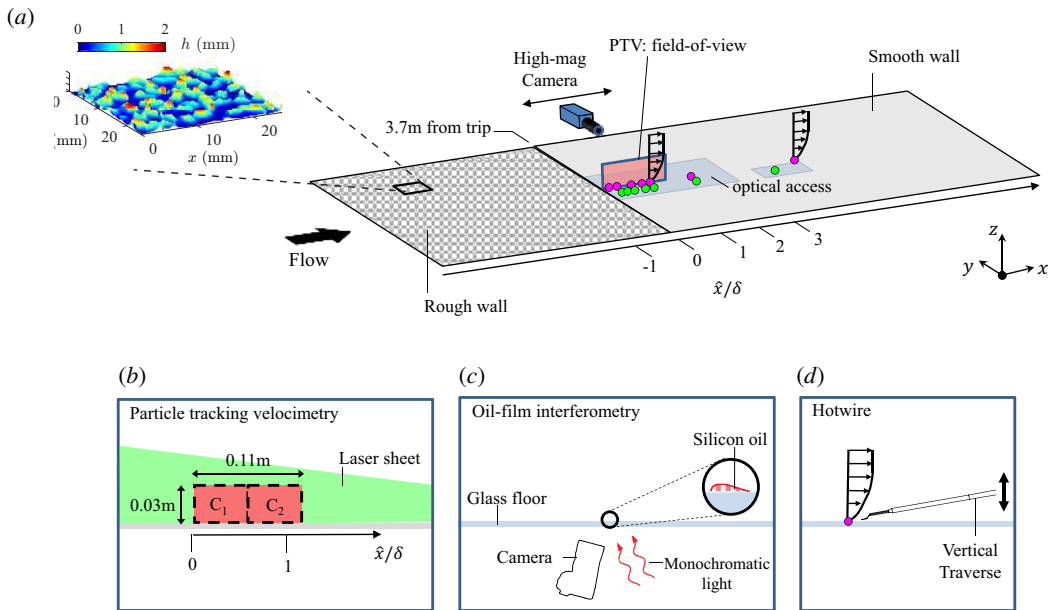 (a)
0 1 2
h (mm)
0
10
(mm)
20
0
10
20
x (mm)
High-mag
Camera
PTV: field-of-view
Smooth wall
3.7m from trip
optical access
Flow
Rough wall
-1 0 1 2 3
x̂/δ
z
y
x
(b)
Particle tracking velocimetry
0.11m
Laser sheet
0.03m
C1 C2
0 1
x̂/δ
(c)
Oil-film interferometry
Silicon oil
Glass floor
Camera
Monochromatic
light
(d)
Hotwire
Vertical
Traverse